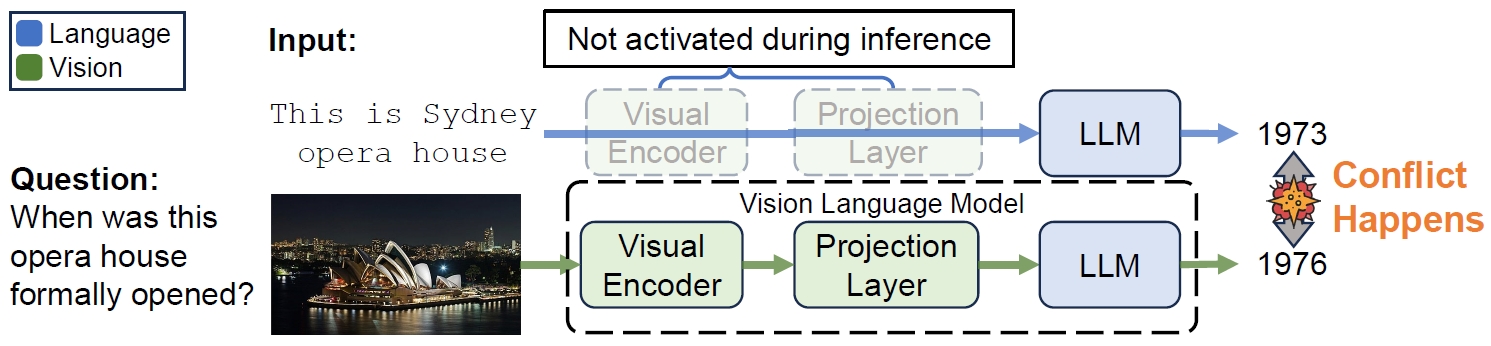 Language
Vision
Input:
Not activated during inference
This is Sydney
opera house
Visual
Encoder
Projection
Layer
LLM
1973
Question:
When was this
opera house
formally opened?
Vision Language Model
Visual
Encoder
Projection
Layer
LLM
1976
Conflict
Happens